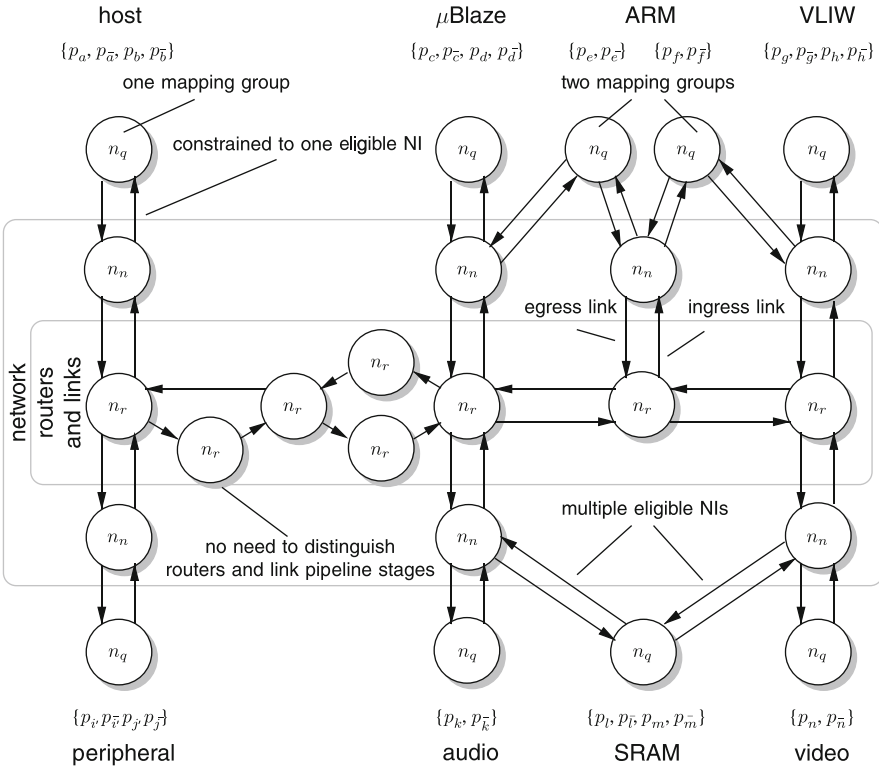 host μBlaze ARM VLIW
{p_a, p_ā, p_b, p_b̄} {p_c, p_c̄, p_d, p_d̄} {p_e, p_ē} {p_f, p_f̄} {p_g, p_ḡ, p_h, p_h̄}
one mapping group two mapping groups
n_q n_q n_q n_q n_q
constrained to one eligible NI
n_n n_n n_n n_n
egress link ingress link
network
routers
and links
n_r
n_r n_r n_r n_r n_r
n_r n_r
multiple eligible NIs
n_n n_n n_n
no need to distinguish
routers and link pipeline stages
n_q n_q n_q n_q
{p_i, p_ī, p_j, p_j̄} {p_k, p_k̄} {p_l, p_l̄, p_m, p_m̄} {p_n, p_n̄}
peripheral audio SRAM video